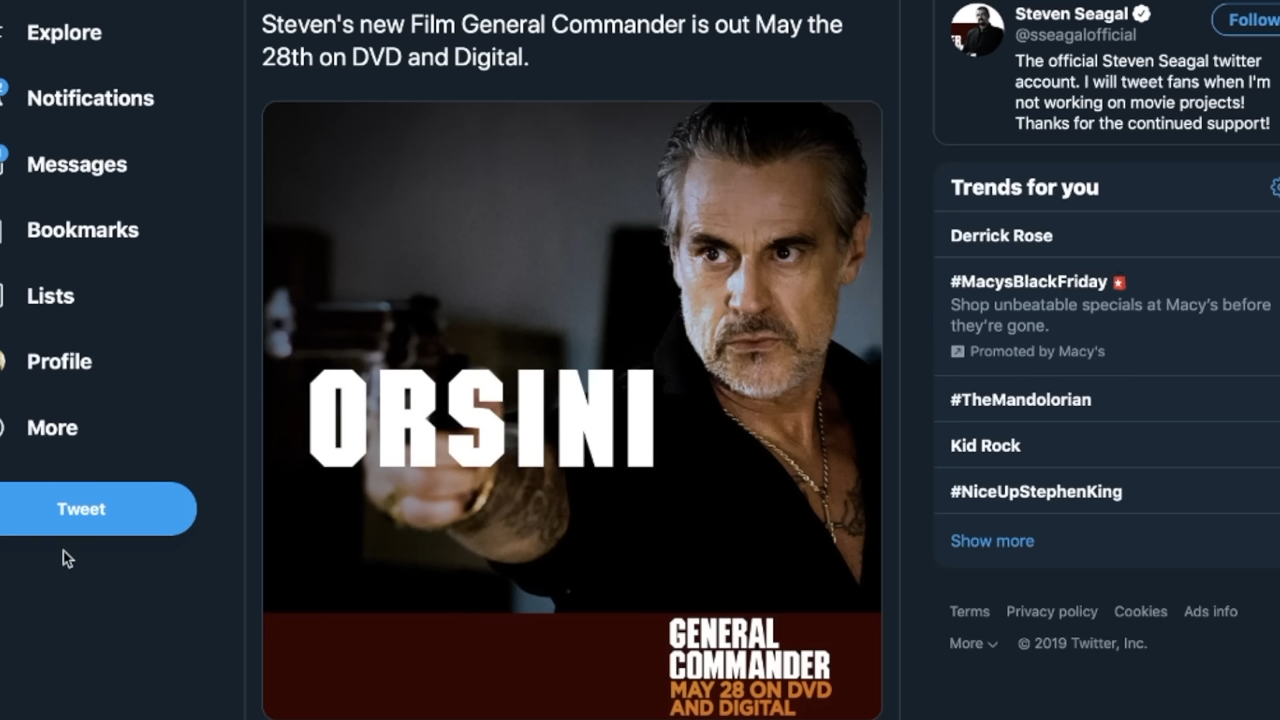 Explore
Notifications
Messages
Bookmarks
Lists
Profile
More
Tweet
Steven's new Film General Commander is out May the
28th on DVD and Digital.
ORSINI
GENERAL
COMMANDER
MAY 28 ON DVD
AND DIGITAL
Steven Seagal
@sseagalofficial
Follow
The official Steven Seagal twitter
account. I will tweet fans when I'm
not working on movie projects!
Thanks for the continued support!
Trends for you
Derrick Rose
#MacysBlackFriday
Shop unbeatable specials at Macy's before
they're gone.
Promoted by Macy's
#TheMandolorian
Kid Rock
#NiceUpStephenKing
Show more
Terms Privacy policy Cookies Ads info
More © 2019 Twitter, Inc.